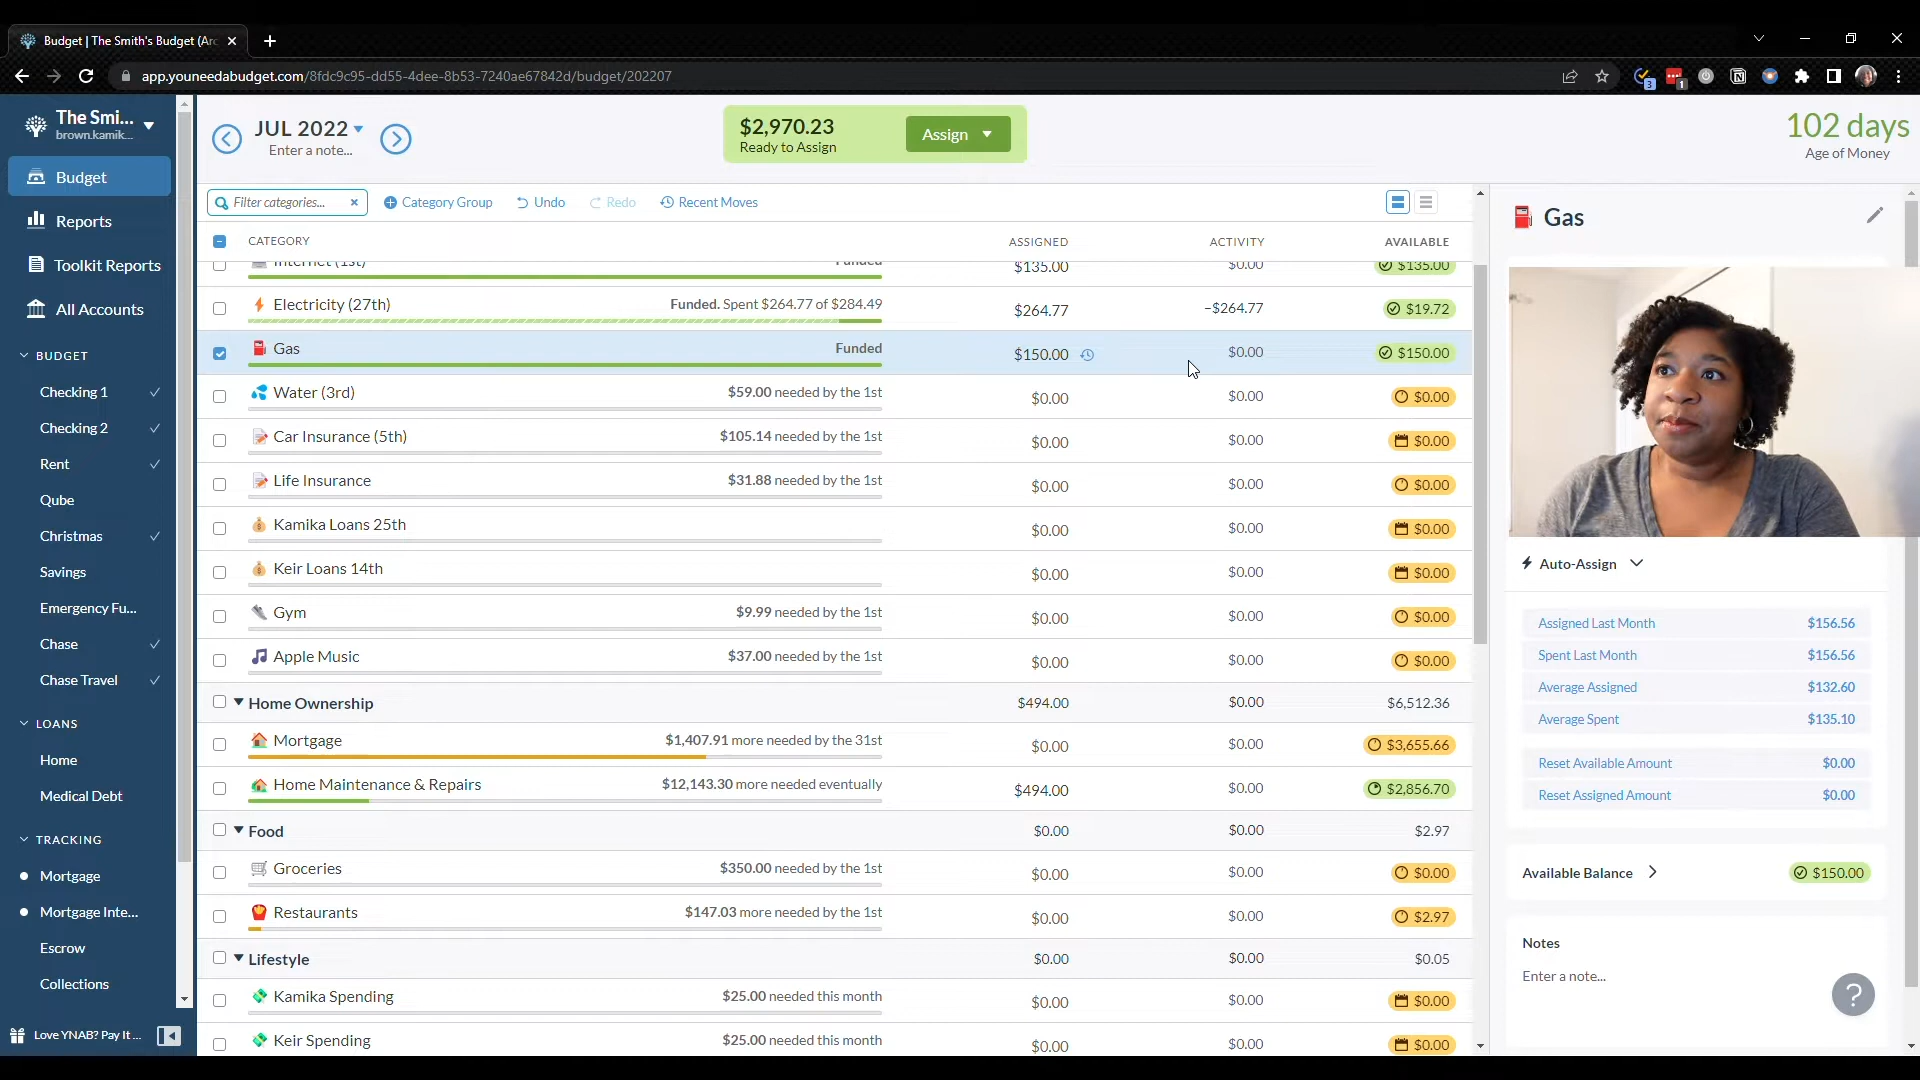 Budget | The Smith's Budget (Arc
app.youneedabudget.com/8fdc9c95-dd55-4dee-8b53-7240ae67842d/budget/202207
3
1
The Smi...
brown.kamik...
Budget
Reports
Toolkit Reports
All Accounts
BUDGET
Checking 1
Checking 2
Rent
Qube
Christmas
Savings
Emergency Fu...
Chase
Chase Travel
LOANS
Home
Medical Debt
TRACKING
Mortgage
Mortgage Inte...
Escrow
Collections
Love YNAB? Pay It ...
JUL 2022
Enter a note...
$2,970.23
Ready to Assign
Assign
102 days
Age of Money
Filter categories...
Category Group
Undo
Redo
Recent Moves
CATEGORY ASSIGNED ACTIVITY AVAILABLE
Internet (1st) Funded $135.00 $0.00 $135.00
Electricity (27th) Funded. Spent $264.77 of $284.49 $264.77 -$264.77 $19.72
Gas Funded $150.00 $0.00 $150.00
Water (3rd) $59.00 needed by the 1st $0.00 $0.00 $0.00
Car Insurance (5th) $105.14 needed by the 1st $0.00 $0.00 $0.00
Life Insurance $31.88 needed by the 1st $0.00 $0.00 $0.00
Kamika Loans 25th $0.00 $0.00 $0.00
Keir Loans 14th $0.00 $0.00 $0.00
Gym $9.99 needed by the 1st $0.00 $0.00 $0.00
Apple Music $37.00 needed by the 1st $0.00 $0.00 $0.00
Home Ownership $494.00 $0.00 $6,512.36
Mortgage $1,407.91 more needed by the 31st $0.00 $0.00 $3,655.66
Home Maintenance & Repairs $12,143.30 more needed eventually $494.00 $0.00 $2,856.70
Food $0.00 $0.00 $2.97
Groceries $350.00 needed by the 1st $0.00 $0.00 $0.00
Restaurants $147.03 more needed by the 1st $0.00 $0.00 $2.97
Lifestyle $0.00 $0.00 $0.05
Kamika Spending $25.00 needed this month $0.00 $0.00 $0.00
Keir Spending $25.00 needed this month $0.00 $0.00 $0.00
Gas
Auto-Assign
Assigned Last Month $156.56
Spent Last Month $156.56
Average Assigned $132.60
Average Spent $135.10
Reset Available Amount $0.00
Reset Assigned Amount $0.00
Available Balance $150.00
Notes
Enter a note...
?